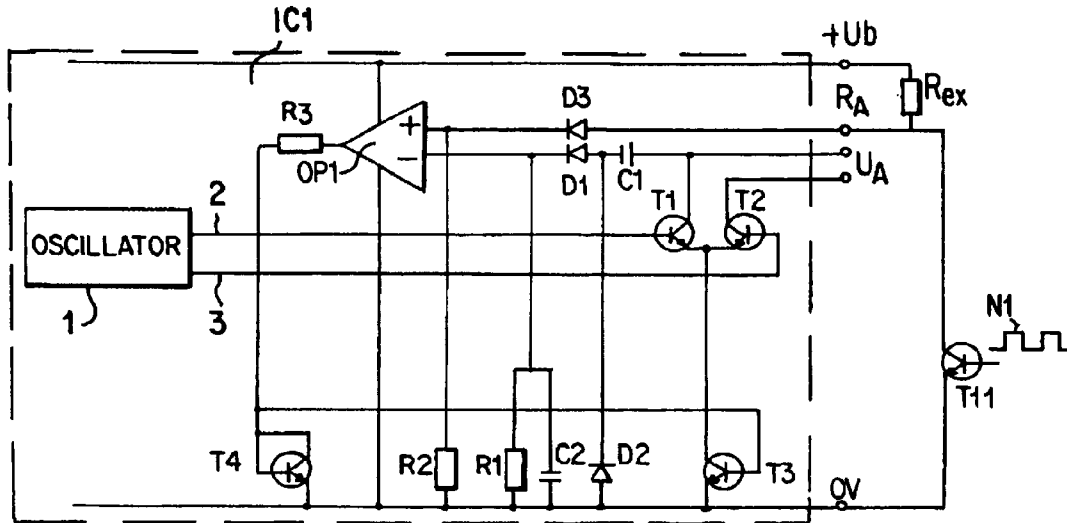 IC1
+Ub
R3
D3
RA
Rex
+
−
OP1
D1
C1
UA
T1
T2
2
OSCILLATOR
1
3
N1
T11
T4
R2
R1
C2
D2
T3
0V